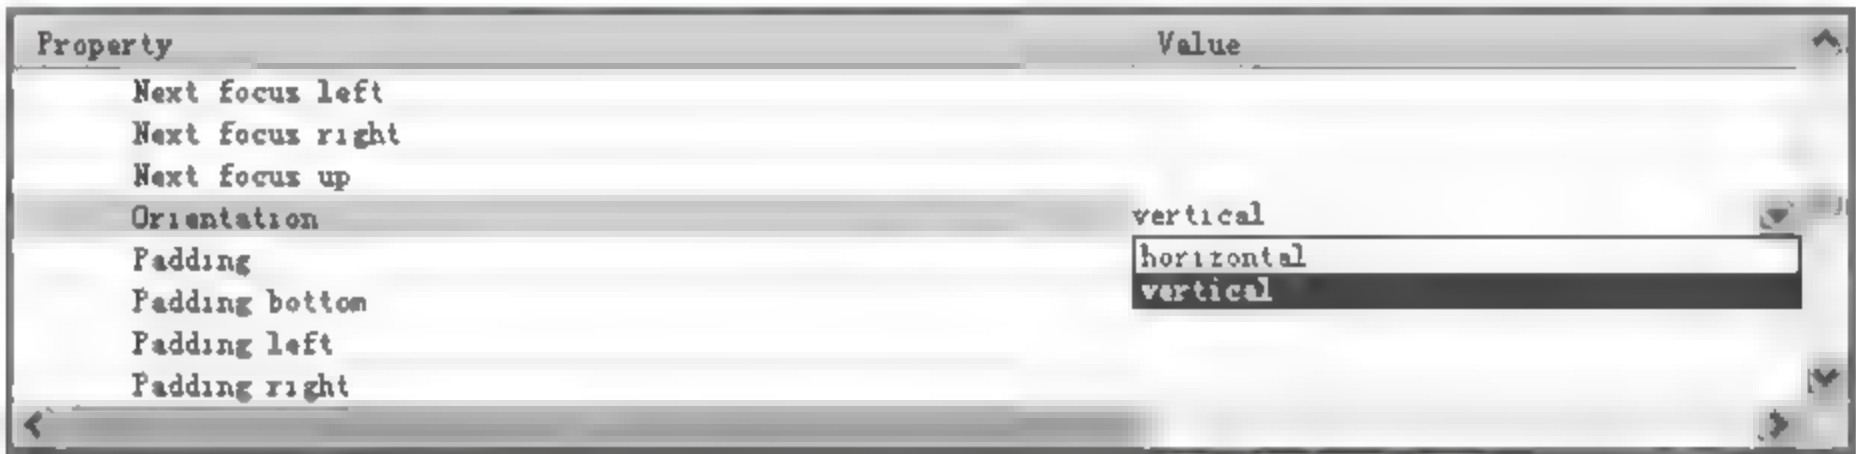 Property Value
Next focus left
Next focus right
Next focus up
Orientation vertical
Padding horizontal
Padding bottom vertical
Padding left
Padding right